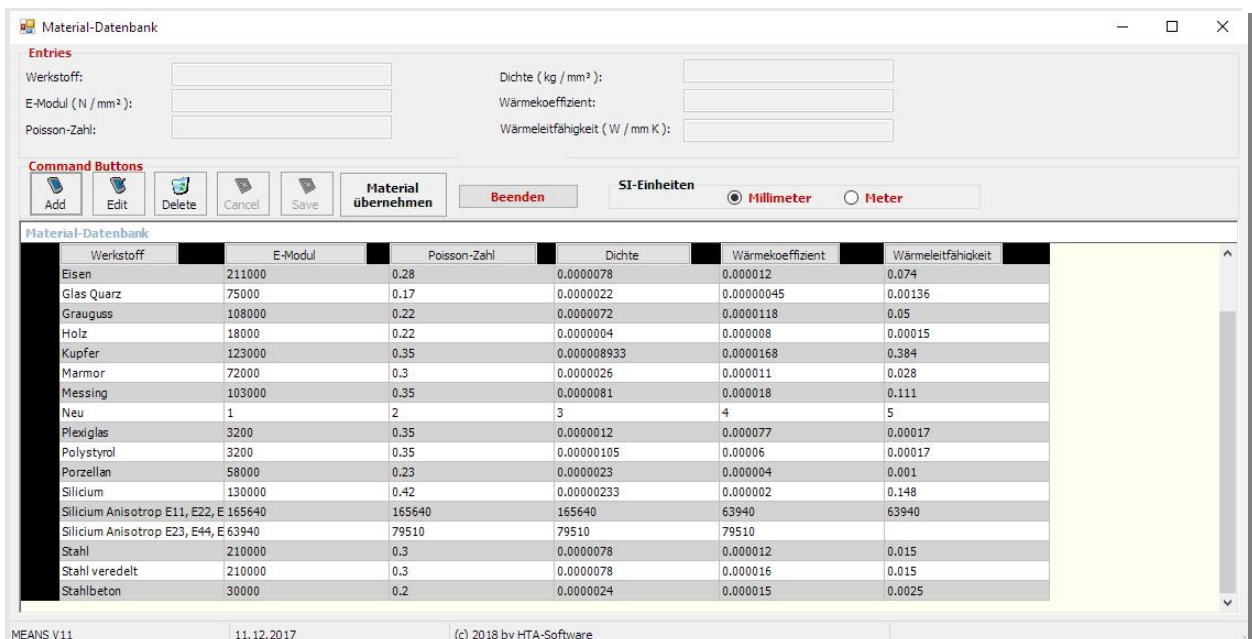 Material-Datenbank
Entries
Werkstoff:
Dichte ( kg / mm³ ):
E-Modul ( N / mm² ):
Wärmekoeffizient:
Poisson-Zahl:
Wärmeleitfähigkeit ( W / mm K ):
Command Buttons
Add Edit Delete Cancel Save Material übernehmen Beenden SI-Einheiten Millimeter Meter
Material-Datenbank
Werkstoff E-Modul Poisson-Zahl Dichte Wärmekoeffizient Wärmeleitfähigkeit
Eisen 211000 0.28 0.0000078 0.000012 0.074
Glas Quarz 75000 0.17 0.0000022 0.00000045 0.00136
Grauguss 108000 0.22 0.0000072 0.0000118 0.05
Holz 18000 0.22 0.0000004 0.000008 0.00015
Kupfer 123000 0.35 0.000008933 0.0000168 0.384
Marmor 72000 0.3 0.0000026 0.000011 0.028
Messing 103000 0.35 0.0000081 0.000018 0.111
Neu 1 2 3 4 5
Plexiglas 3200 0.35 0.0000012 0.000077 0.00017
Polystyrol 3200 0.35 0.00000105 0.00006 0.00017
Porzellan 58000 0.23 0.0000023 0.000004 0.001
Silicium 130000 0.42 0.00000233 0.000002 0.148
Silicium Anisotrop E11, E22, E 165640 165640 165640 63940 63940
Silicium Anisotrop E23, E44, E 63940 79510 79510 79510
Stahl 210000 0.3 0.0000078 0.000012 0.015
Stahl veredelt 210000 0.3 0.0000078 0.000016 0.015
Stahlbeton 30000 0.2 0.0000024 0.000015 0.0025
MEANS V11 11.12.2017 (c) 2018 by HTA-Software